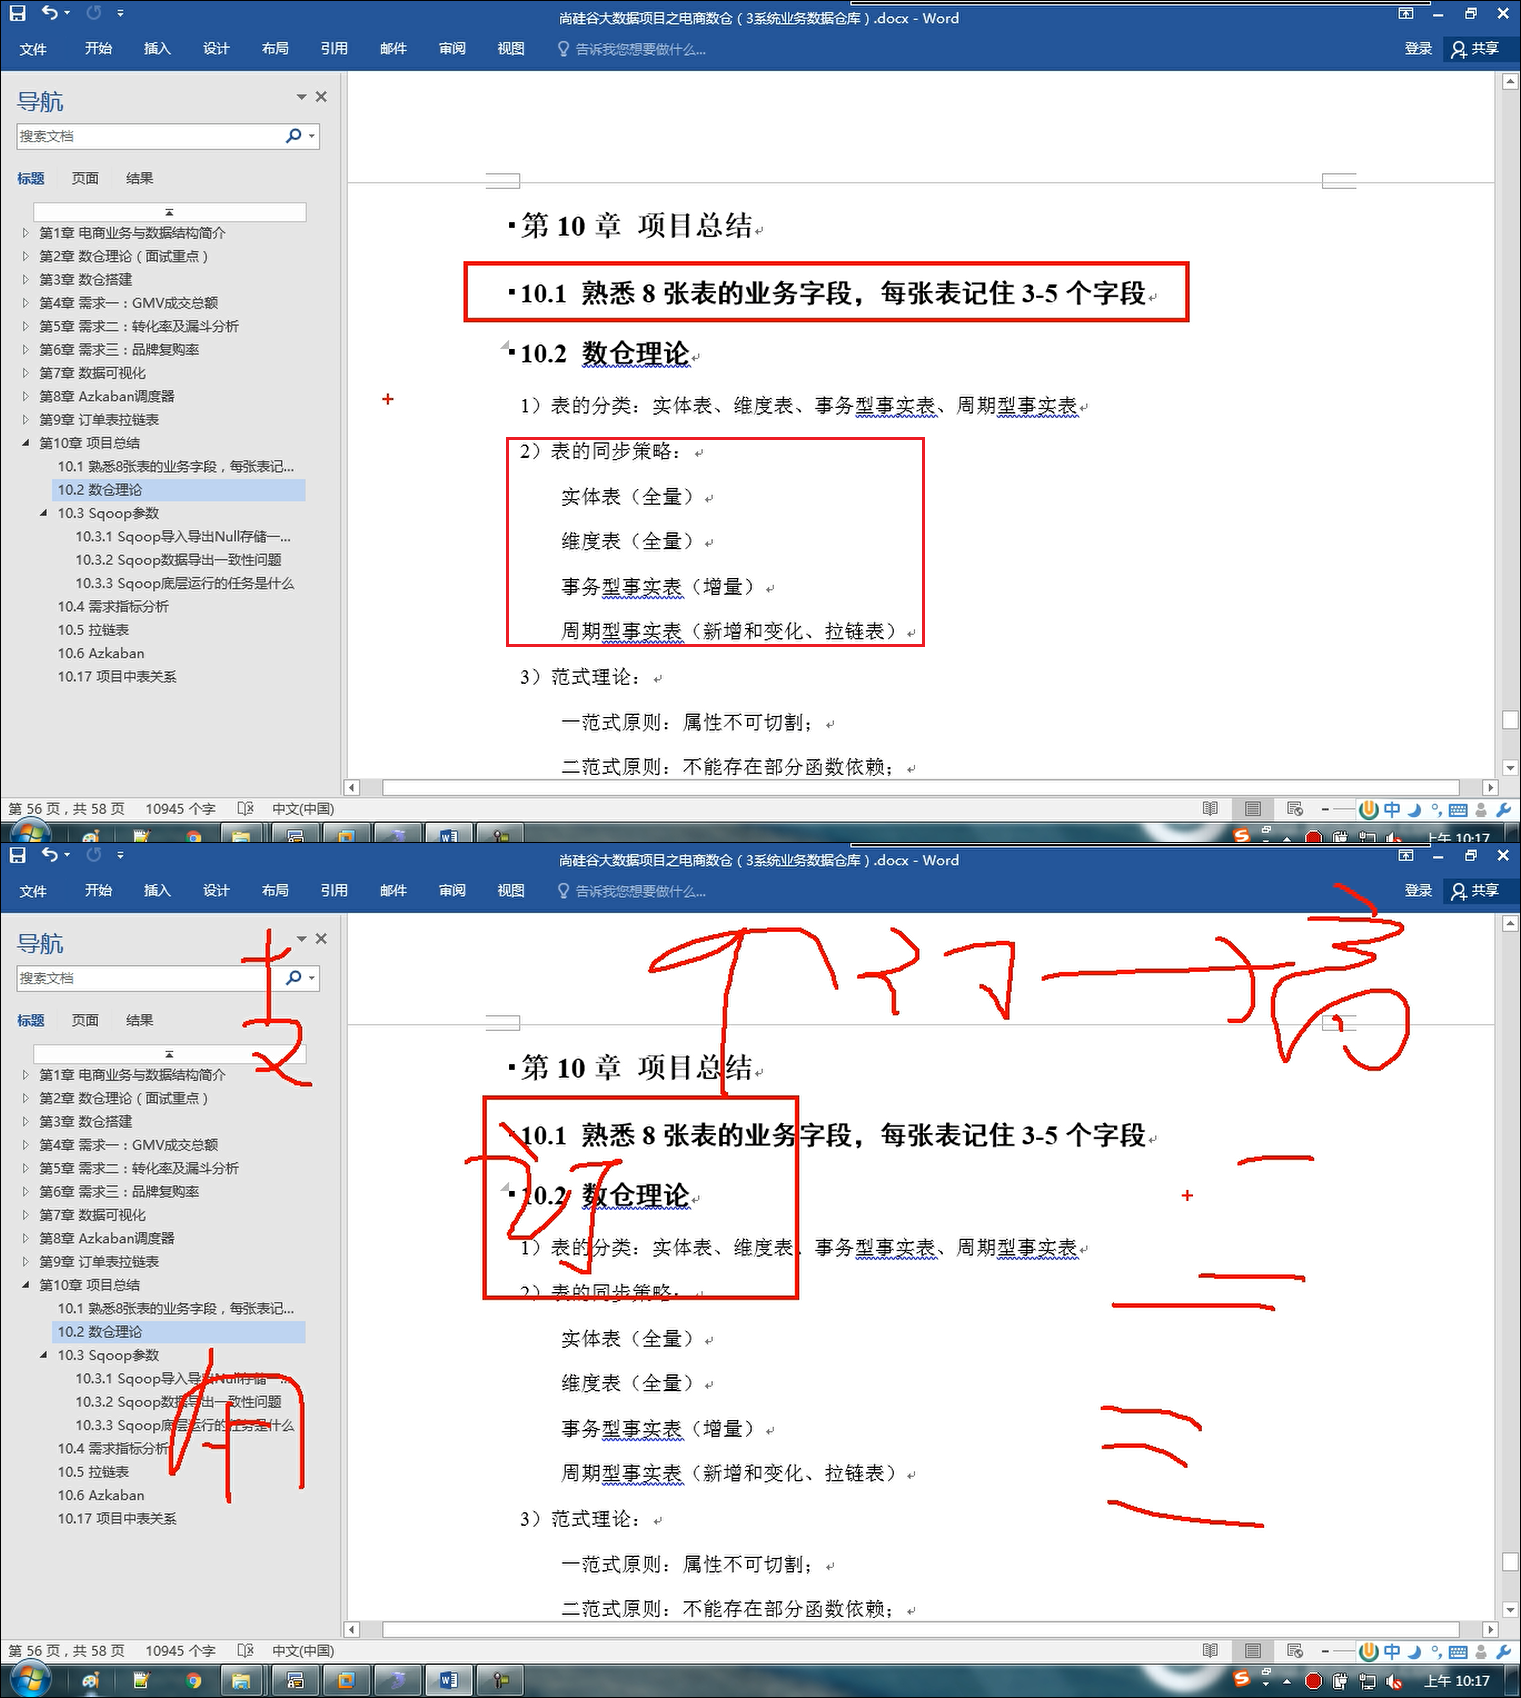 尚硅谷大数据项目之电商数仓（3系统业务数据仓库）.docx - Word
文件 开始 插入 设计 布局 引用 邮件 审阅 视图 告诉我您想要做什么... 登录 共享
导航
搜索文档
标题 页面 结果
第1章 电商业务与数据结构简介
第2章 数仓理论（面试重点）
第3章 数仓搭建
第4章 需求一：GMV成交总额
第5章 需求二：转化率及漏斗分析
第6章 需求三：品牌复购率
第7章 数据可视化
第8章 Azkaban调度器
第9章 订单表拉链表
第10章 项目总结
10.1 熟悉8张表的业务字段，每张表记...
10.2 数仓理论
10.3 Sqoop参数
10.3.1 Sqoop导入导出Null存储一...
10.3.2 Sqoop数据导出一致性问题
10.3.3 Sqoop底层运行的任务是什么
10.4 需求指标分析
10.5 拉链表
10.6 Azkaban
10.17 项目中表关系
第 10 章 项目总结
10.1 熟悉 8 张表的业务字段，每张表记住 3-5 个字段
10.2 数仓理论
1）表的分类：实体表、维度表、事务型事实表、周期型事实表
2）表的同步策略：
实体表（全量）
维度表（全量）
事务型事实表（增量）
周期型事实表（新增和变化、拉链表）
3）范式理论：
一范式原则：属性不可切割；
二范式原则：不能存在部分函数依赖；
第 56 页，共 58 页 10945 个字 中文(中国)
中
上午 10:17
尚硅谷大数据项目之电商数仓（3系统业务数据仓库）.docx - Word
文件 开始 插入 设计 布局 引用 邮件 审阅 视图 告诉我您想要做什么... 登录 共享
导航
搜索文档
标题 页面 结果
第1章 电商业务与数据结构简介
第2章 数仓理论（面试重点）
第3章 数仓搭建
第4章 需求一：GMV成交总额
第5章 需求二：转化率及漏斗分析
第6章 需求三：品牌复购率
第7章 数据可视化
第8章 Azkaban调度器
第9章 订单表拉链表
第10章 项目总结
10.1 熟悉8张表的业务字段，每张表记...
10.2 数仓理论
10.3 Sqoop参数
10.3.1 Sqoop导入导出Null存储一...
10.3.2 Sqoop数据导出一致性问题
10.3.3 Sqoop底层运行的任务是什么
10.4 需求指标分析
10.5 拉链表
10.6 Azkaban
10.17 项目中表关系
第 10 章 项目总结
10.1 熟悉 8 张表的业务字段，每张表记住 3-5 个字段
10.2 数仓理论
1）表的分类：实体表、维度表、事务型事实表、周期型事实表
2）表的同步策略：
实体表（全量）
维度表（全量）
事务型事实表（增量）
周期型事实表（新增和变化、拉链表）
3）范式理论：
一范式原则：属性不可切割；
二范式原则：不能存在部分函数依赖；
第 56 页，共 58 页 10945 个字 中文(中国)
中
上午 10:17